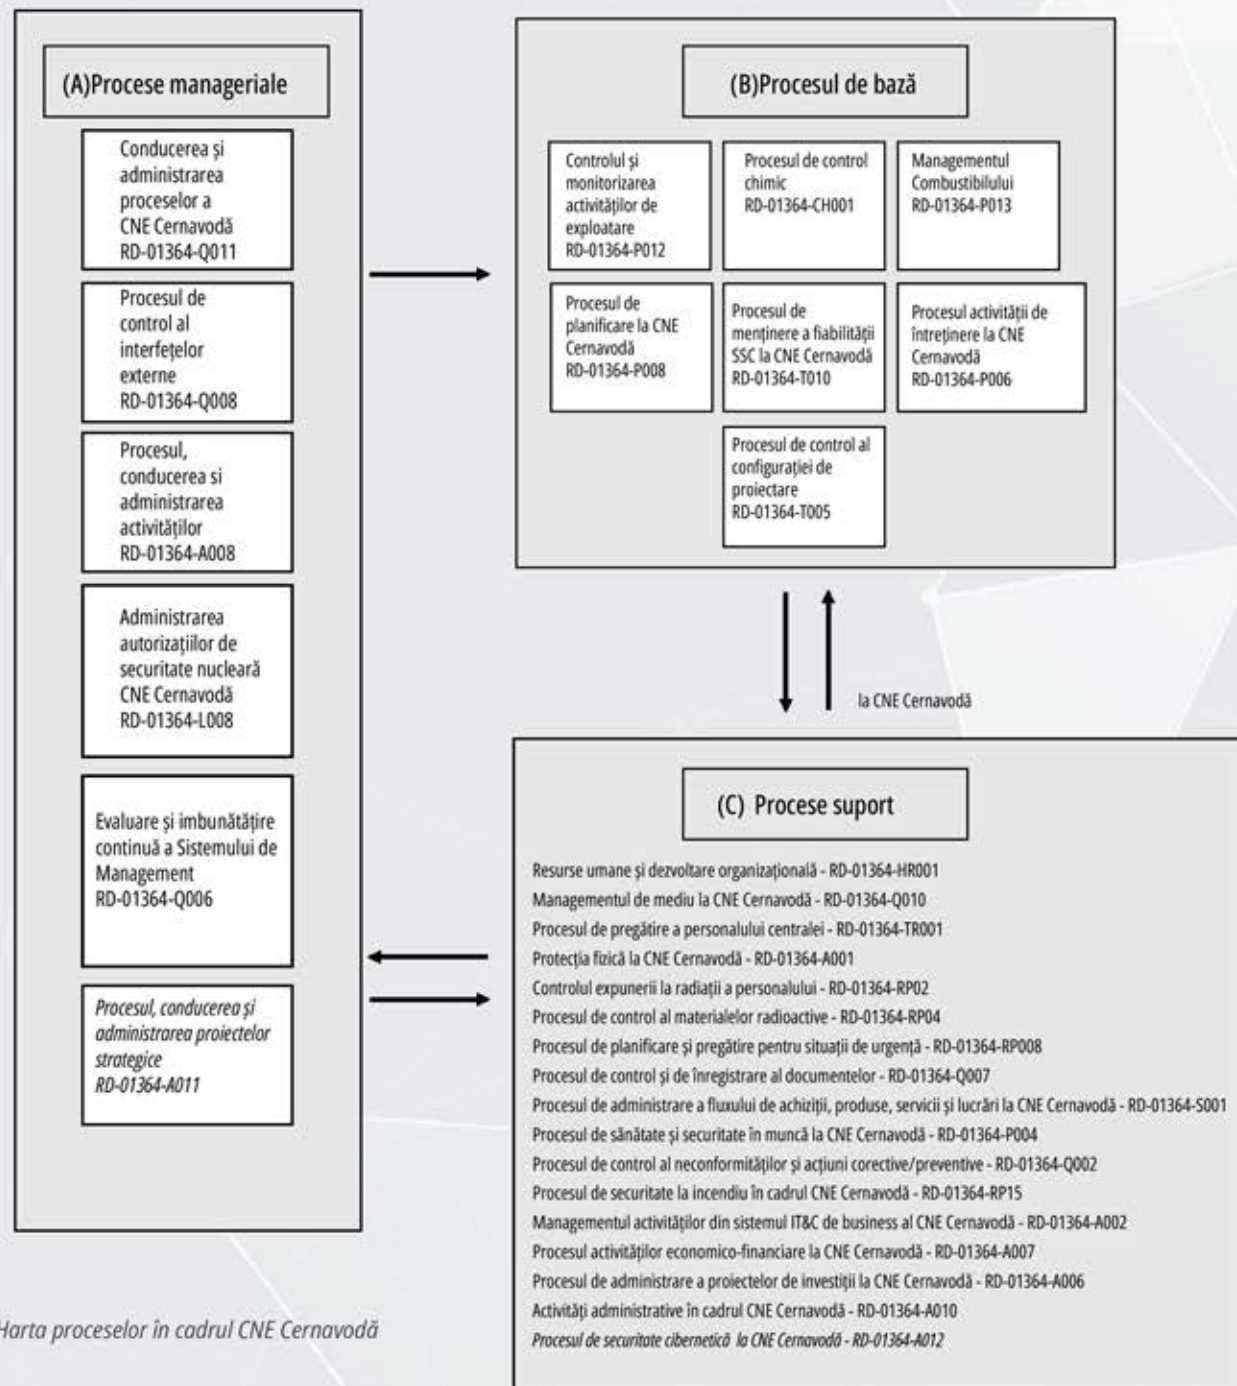 (A)Procese manageriale
Conducerea și
administrarea
proceselor a
CNE Cernavodă
RD-01364-Q011
Procesul de
control al
interfețelor
externe
RD-01364-Q008
Procesul,
conducerea si
administrarea
activităților
RD-01364-A008
Administrarea
autorizațiilor de
securitate nucleară
CNE Cernavodă
RD-01364-L008
Evaluare și imbunătățire
continuă a Sistemului de
Management
RD-01364-Q006
Procesul, conducerea și
administrarea proiectelor
strategice
RD-01364-A011
(B)Procesul de bază
Controlul și
monitorizarea
activităților de
exploatare
RD-01364-P012
Procesul de control
chimic
RD-01364-CH001
Managementul
Combustibilului
RD-01364-P013
Procesul de
planificare la CNE
Cernavodă
RD-01364-P008
Procesul de
menținere a fiabilității
SSC la CNE Cernavodă
RD-01364-T010
Procesul activității de
întreținere la CNE
Cernavodă
RD-01364-P006
Procesul de control al
configurației de
proiectare
RD-01364-T005
la CNE Cernavodă
(C) Procese suport
Resurse umane și dezvoltare organizațională - RD-01364-HR001
Managementul de mediu la CNE Cernavodă - RD-01364-Q010
Procesul de pregătire a personalului centralei - RD-01364-TR001
Protecția fizică la CNE Cernavodă - RD-01364-A001
Controlul expunerii la radiații a personalului - RD-01364-RP02
Procesul de control al materialelor radioactive - RD-01364-RP04
Procesul de planificare și pregătire pentru situații de urgență - RD-01364-RP008
Procesul de control și de înregistrare al documentelor - RD-01364-Q007
Procesul de administrare a fluxului de achiziții, produse, servicii și lucrări la CNE Cernavodă - RD-01364-S001
Procesul de sănătate și securitate în muncă la CNE Cernavodă - RD-01364-P004
Procesul de control al neconformităților și acțiuni corective/preventive - RD-01364-Q002
Procesul de securitate la incendiu în cadrul CNE Cernavodă - RD-01364-RP15
Managementul activităților din sistemul IT&C de business al CNE Cernavodă - RD-01364-A002
Procesul activităților economico-financiare la CNE Cernavodă - RD-01364-A007
Procesul de administrare a proiectelor de investiții la CNE Cernavodă - RD-01364-A006
Activități administrative în cadrul CNE Cernavodă - RD-01364-A010
Procesul de securitate cibernetică la CNE Cernavodă - RD-01364-A012
Harta proceselor în cadrul CNE Cernavodă